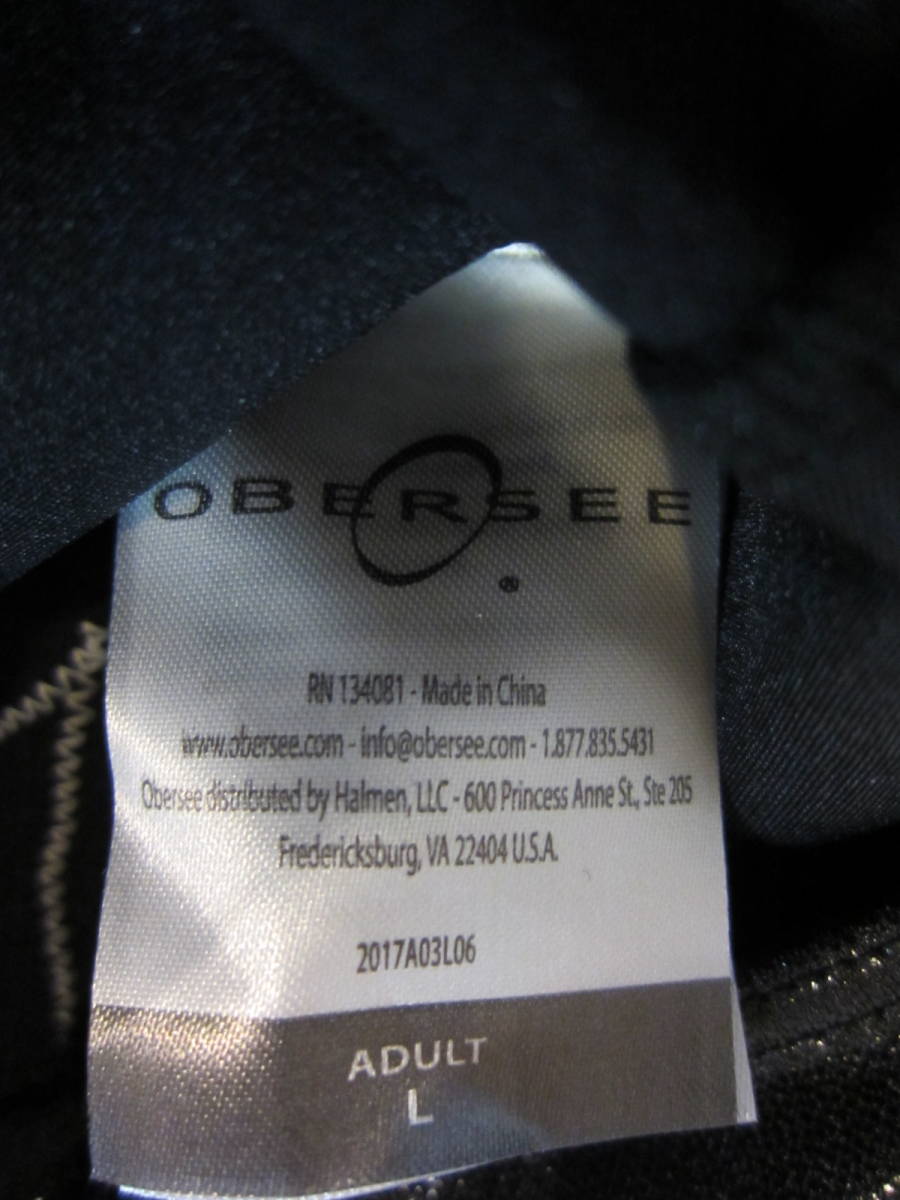 OBERSEE
®
RN 134081 - Made in China
www.obersee.com - info@obersee.com - 1.877.835.5431
Obersee distributed by Halmen, LLC - 600 Princess Anne St., Ste 205
Fredericksburg, VA 22404 U.S.A.
2017A03L06
ADULT
L